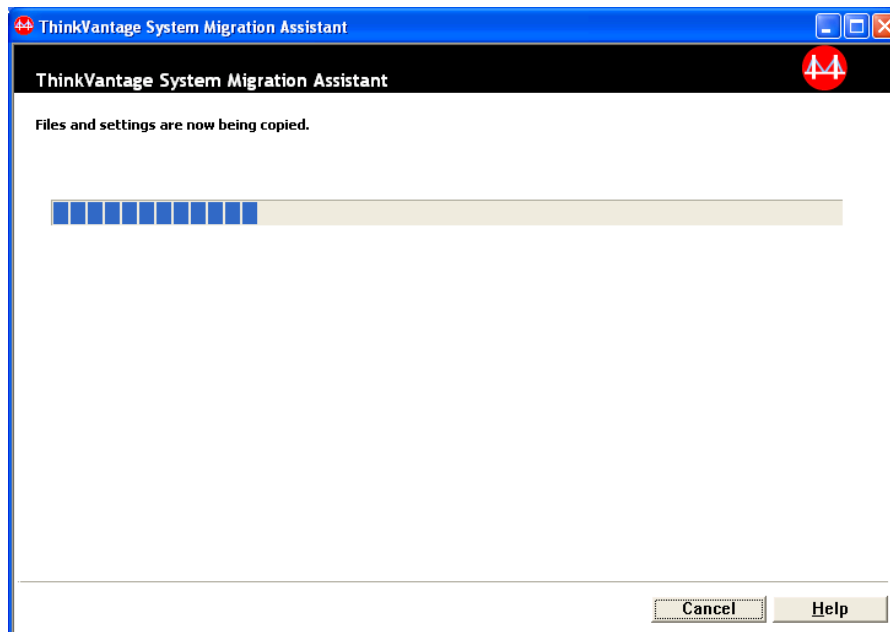 ThinkVantage System Migration Assistant
ThinkVantage System Migration Assistant
Files and settings are now being copied.
Cancel
Help